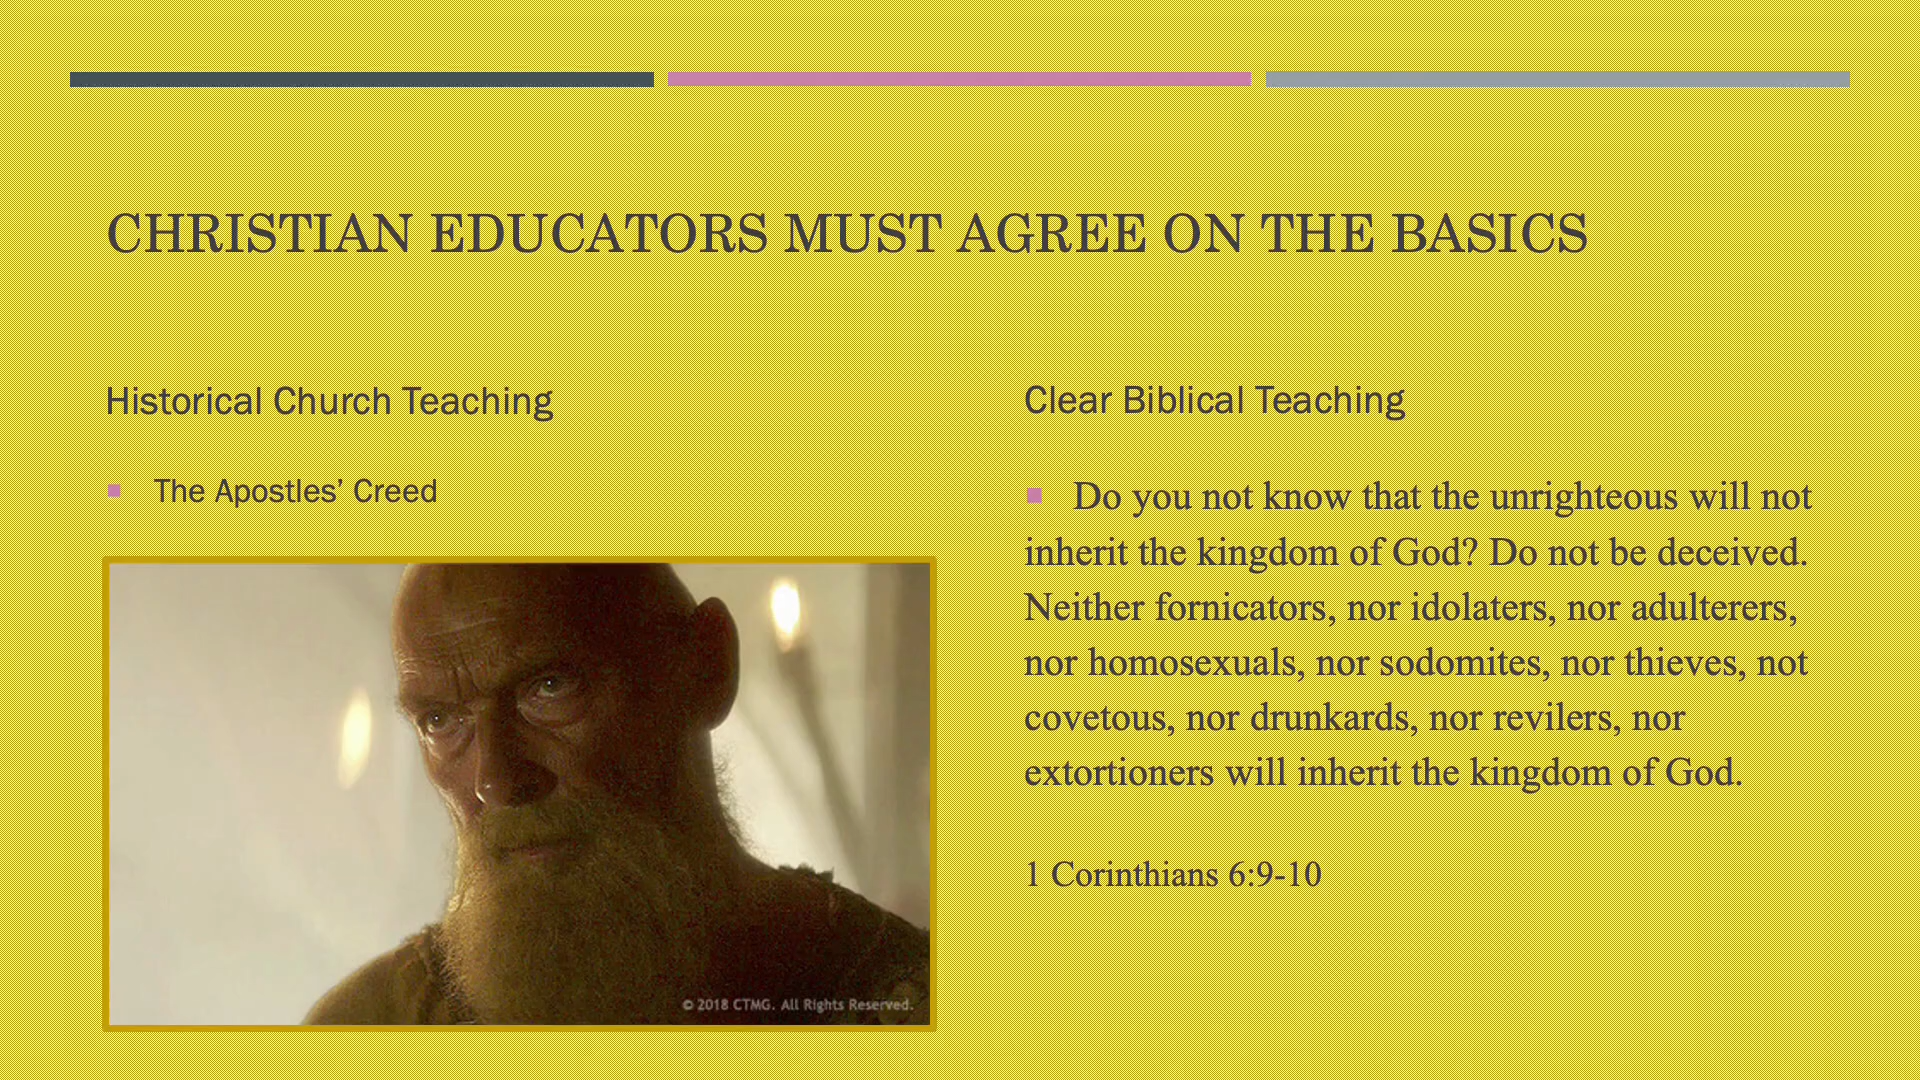 CHRISTIAN EDUCATORS MUST AGREE ON THE BASICS
Historical Church Teaching
The Apostles’ Creed
© 2018 CTMG. All Rights Reserved.
Clear Biblical Teaching
Do you not know that the unrighteous will not
inherit the kingdom of God? Do not be deceived.
Neither fornicators, nor idolaters, nor adulterers,
nor homosexuals, nor sodomites, nor thieves, not
covetous, nor drunkards, nor revilers, nor
extortioners will inherit the kingdom of God.
1 Corinthians 6:9-10